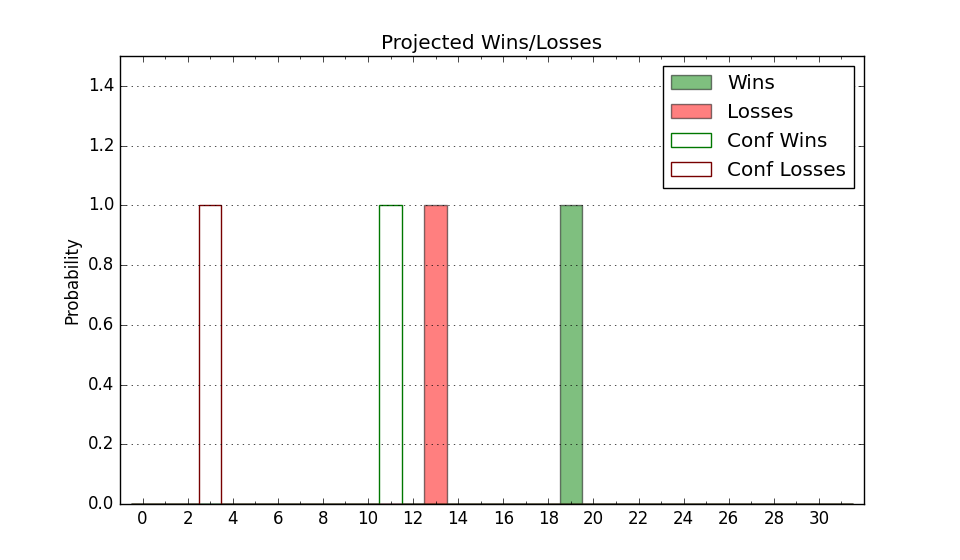 Projected Wins/Losses
Wins
Losses
Conf Wins
Conf Losses
Probability
1.4
1.2
1.0
0.8
0.6
0.4
0.2
0.0
0 2 4 6 8 10 12 14 16 18 20 22 24 26 28 30